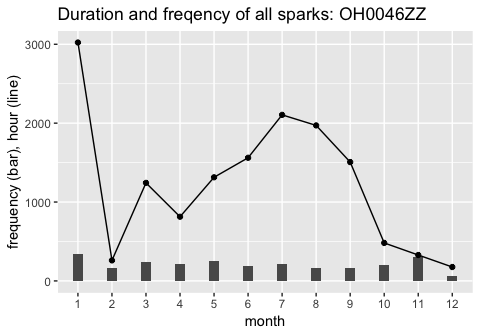 Duration and freqency of all sparks: OH0046ZZ
frequency (bar), hour (line)
3000
2000
1000
0
1 2 3 4 5 6 7 8 9 10 11 12
month